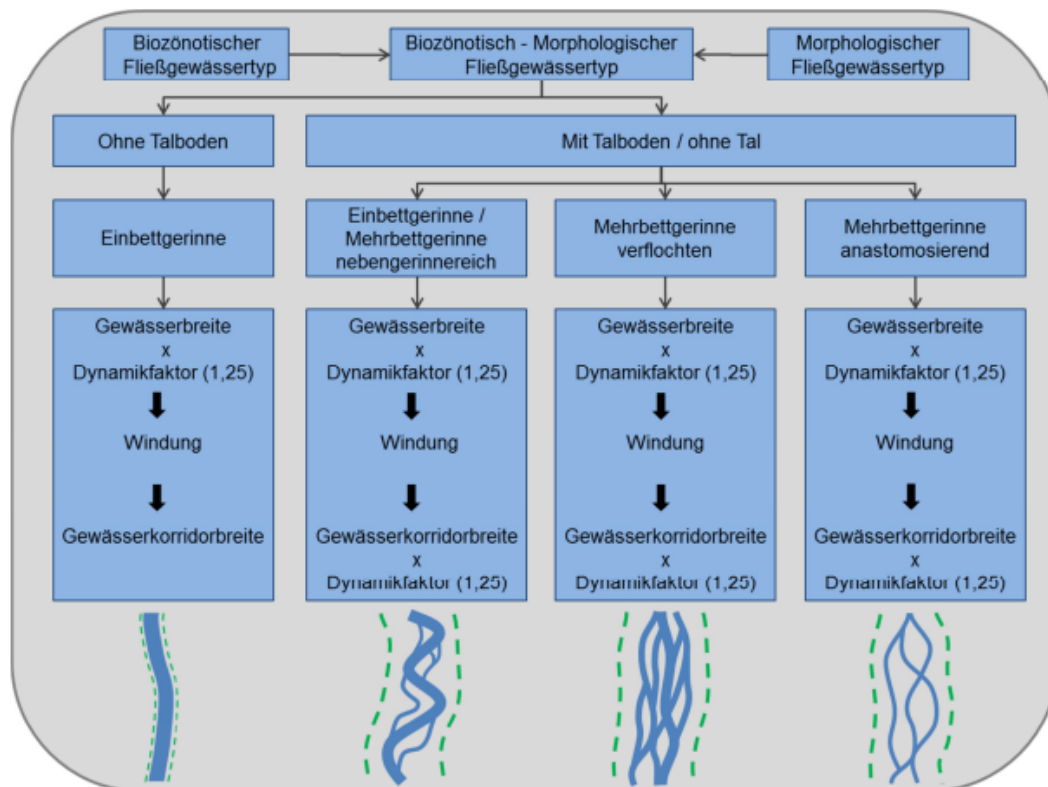 Biozönotischer
Fließgewässertyp
Biozönotisch - Morphologischer
Fließgewässertyp
Morphologischer
Fließgewässertyp
Ohne Talboden
Mit Talboden / ohne Tal
Einbettgerinne
Einbettgerinne /
Mehrbettgerinne
nebengerinnereich
Mehrbettgerinne
verflochten
Mehrbettgerinne
anastomosierend
Gewässerbreite
x
Dynamikfaktor (1,25)
Windung
Gewässerkorridorbreite
Gewässerbreite
x
Dynamikfaktor (1,25)
Windung
Gewässerkorridorbreite
x
Dynamikfaktor (1,25)
Gewässerbreite
x
Dynamikfaktor (1,25)
Windung
Gewässerkorridorbreite
x
Dynamikfaktor (1,25)
Gewässerbreite
x
Dynamikfaktor (1,25)
Windung
Gewässerkorridorbreite
x
Dynamikfaktor (1,25)